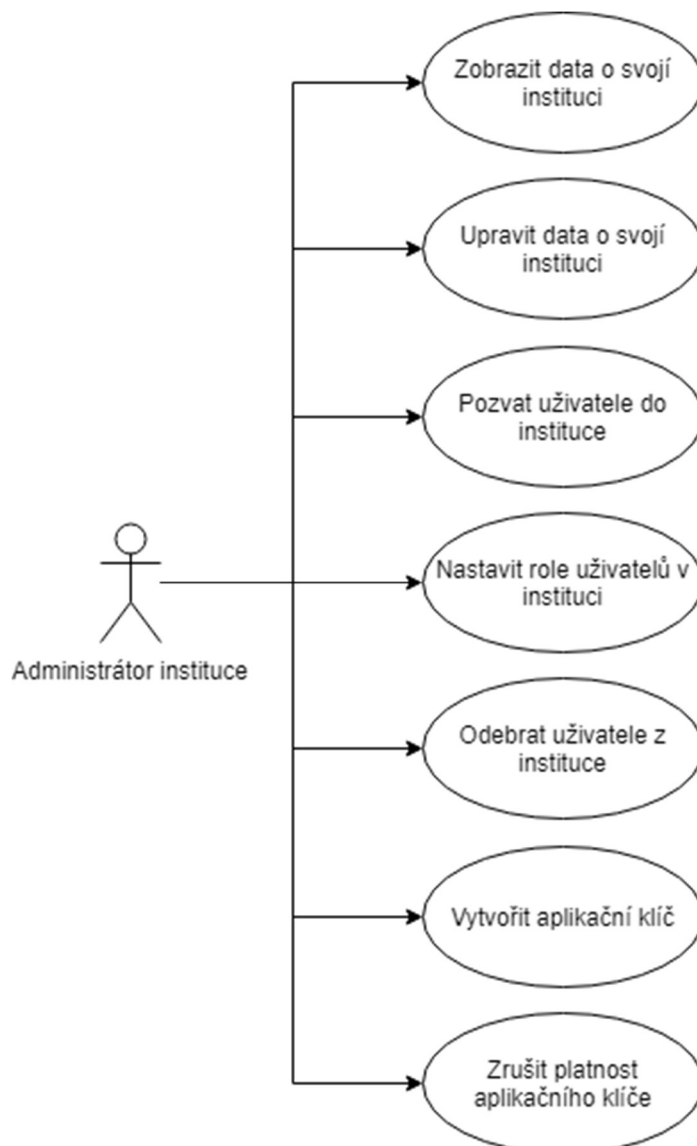 Zobrazit data o svojí
instituci
Upravit data o svojí
instituci
Pozvat uživatele do
instituce
Nastavit role uživatelů v
instituci
Administrátor instituce
Odebrat uživatele z
instituce
Vytvořit aplikační klíč
Zrušit platnost
aplikačního klíče